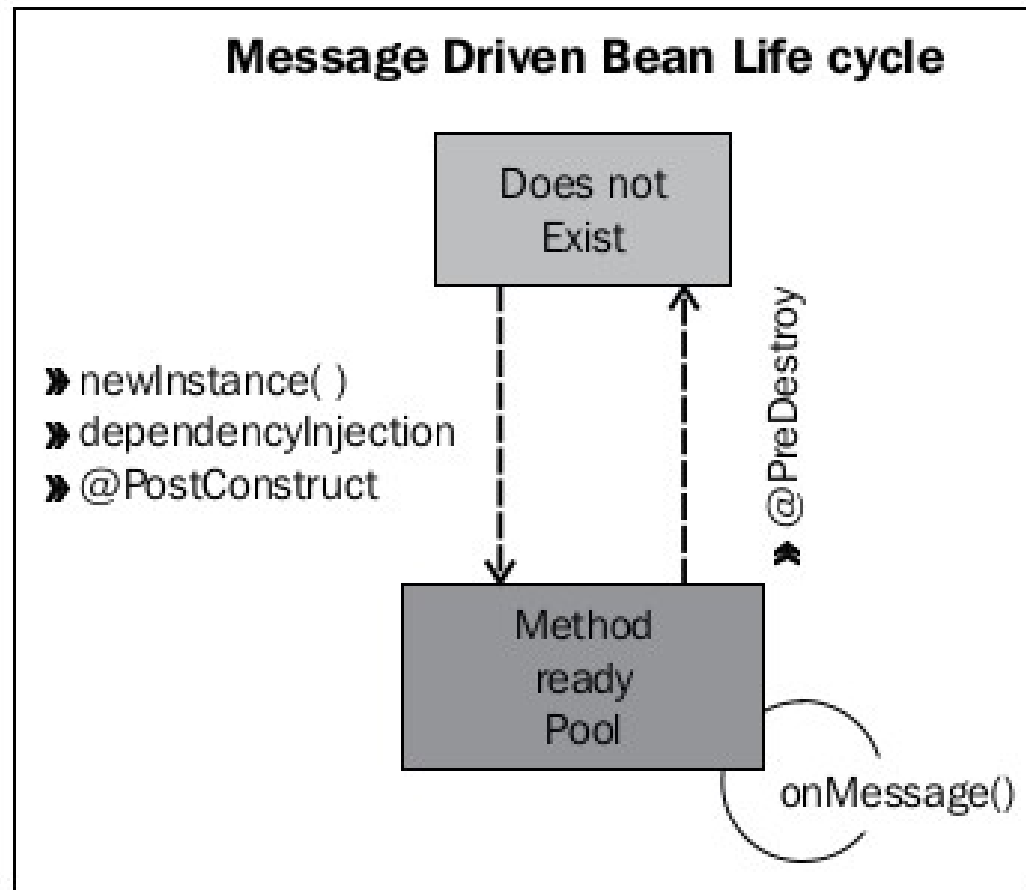 Message Driven Bean Life cycle
Does not
Exist
newInstance( )
dependencyInjection
@PostConstruct
@PreDestroy
Method
ready
Pool
onMessage()